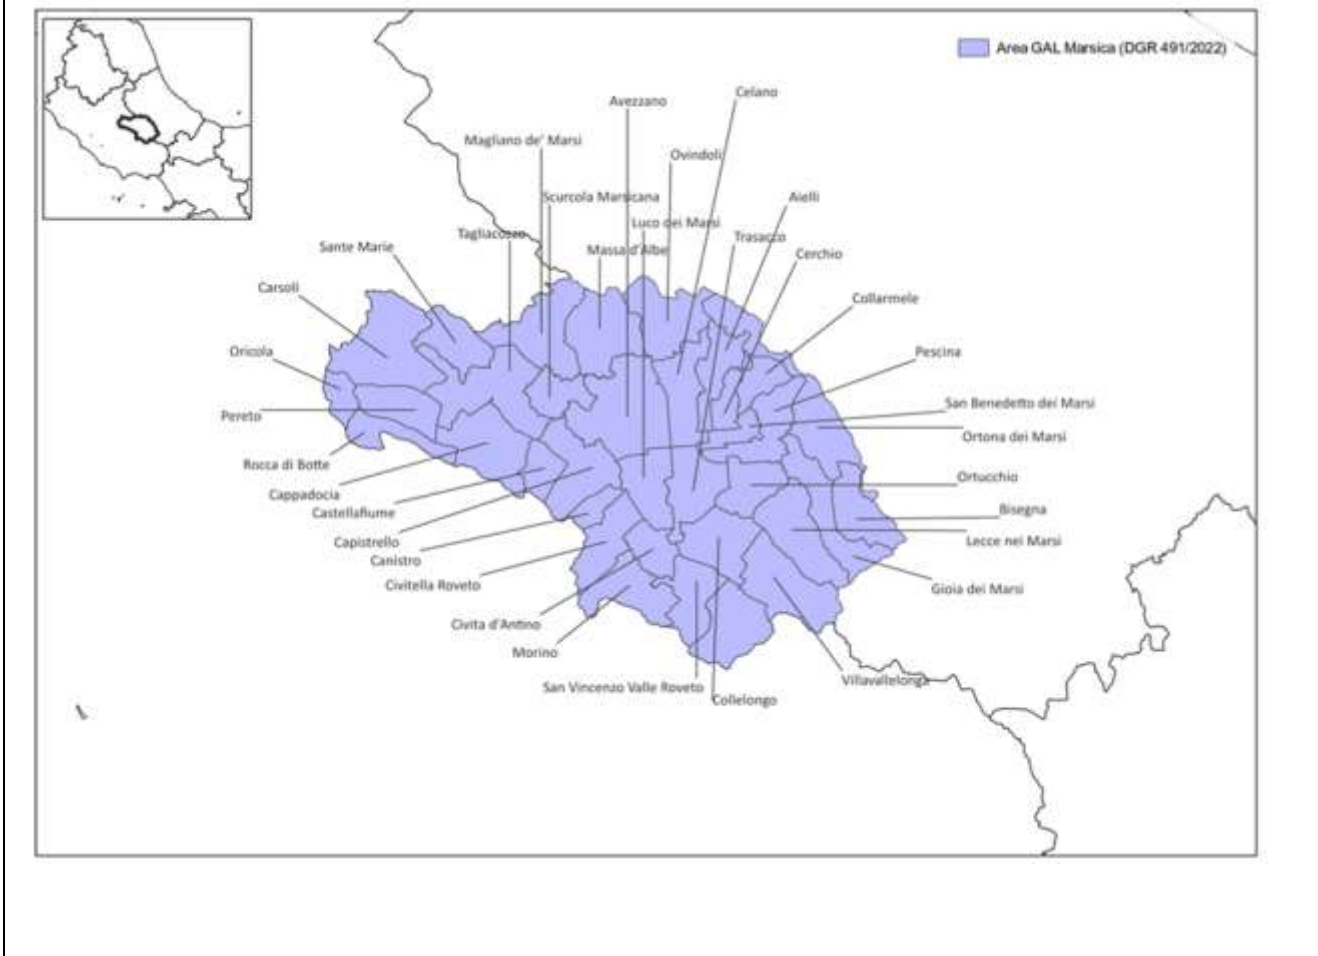 Area GAL Marsica (DGR 491/2022)
Celano
Avezzano
Magliano de' Marsi
Ovindoli
Scurcola Marsicana
Aielli
Luco dei Marsi
Tagliacozzo
Trasacco
Sante Marie
Massa d'Albe
Cerchio
Carsoli
Collarmele
Oricola
Pescina
San Benedetto dei Marsi
Pereto
Ortona dei Marsi
Rocca di Botte
Ortucchio
Cappadocia
Castellafiume
Bisegna
Capistrello
Lecce nei Marsi
Canistro
Civitella Roveto
Gioia dei Marsi
Civita d'Antino
Morino
Villavallelonga
San Vincenzo Valle Roveto
Collelongo